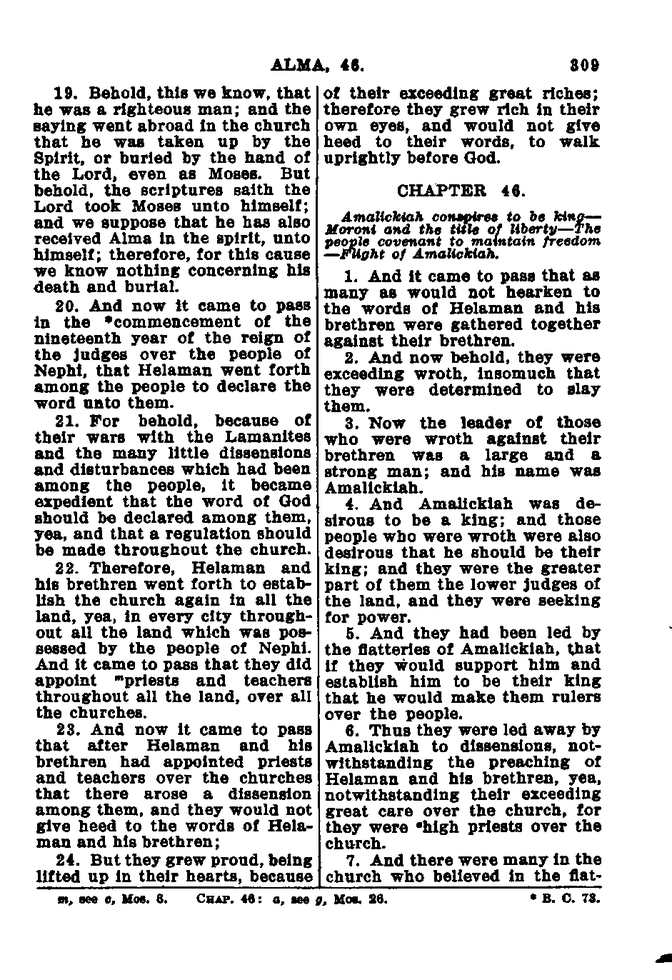 ALMA, 46. 309
19. Behold, this we know, that
he was a righteous man; and the
saying went abroad in the church
that he was taken up by the
Spirit, or buried by the hand of
the Lord, even as Moses. But
behold, the scriptures saith the
Lord took Moses unto himself;
and we suppose that he has also
received Alma in the spirit, unto
himself; therefore, for this cause
we know nothing concerning his
death and burial.
20. And now it came to pass
in the *commencement of the
nineteenth year of the reign of
the judges over the people of
Nephi, that Helaman went forth
among the people to declare the
word unto them.
21. For behold, because of
their wars with the Lamanites
and the many little dissensions
and disturbances which had been
among the people, it became
expedient that the word of God
should be declared among them,
yea, and that a regulation should
be made throughout the church.
22. Therefore, Helaman and
his brethren went forth to estab-
lish the church again in all the
land, yea, in every city through-
out all the land which was pos-
sessed by the people of Nephi.
And it came to pass that they did
appoint ᵐpriests and teachers
throughout all the land, over all
the churches.
23. And now it came to pass
that after Helaman and his
brethren had appointed priests
and teachers over the churches
that there arose a dissension
among them, and they would not
give heed to the words of Hela-
man and his brethren;
24. But they grew proud, being
lifted up in their hearts, because
of their exceeding great riches;
therefore they grew rich in their
own eyes, and would not give
heed to their words, to walk
uprightly before God.
CHAPTER 46.
Amalickiah conspires to be king—
Moroni and the title of liberty—The
people covenant to maintain freedom
—Flight of Amalickiah.
1. And it came to pass that as
many as would not hearken to
the words of Helaman and his
brethren were gathered together
against their brethren.
2. And now behold, they were
exceeding wroth, insomuch that
they were determined to slay
them.
3. Now the leader of those
who were wroth against their
brethren was a large and a
strong man; and his name was
Amalickiah.
4. And Amalickiah was de-
sirous to be a king; and those
people who were wroth were also
desirous that he should be their
king; and they were the greater
part of them the lower judges of
the land, and they were seeking
for power.
5. And they had been led by
the flatteries of Amalickiah, that
if they would support him and
establish him to be their king
that he would make them rulers
over the people.
6. Thus they were led away by
Amalickiah to dissensions, not-
withstanding the preaching of
Helaman and his brethren, yea,
notwithstanding their exceeding
great care over the church, for
they were ᵃhigh priests over the
church.
7. And there were many in the
church who believed in the flat-
m, see c, Mos. 6. CHAP. 46: a, see g, Mos. 26. * B. C. 73.